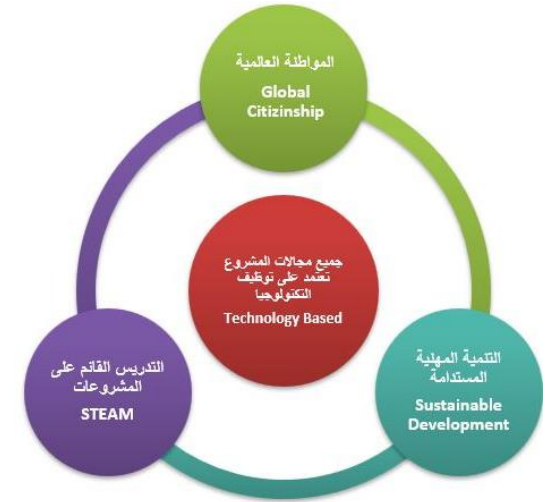 المواطنة العالمية
Global
Citizinship
جميع مجالات المشروع
تعتمد على توظيف
التكنولوجيا
Technology Based
التدريس القائم على
المشروعات
STEAM
التنمية المهنية
المستدامة
Sustainable
Development